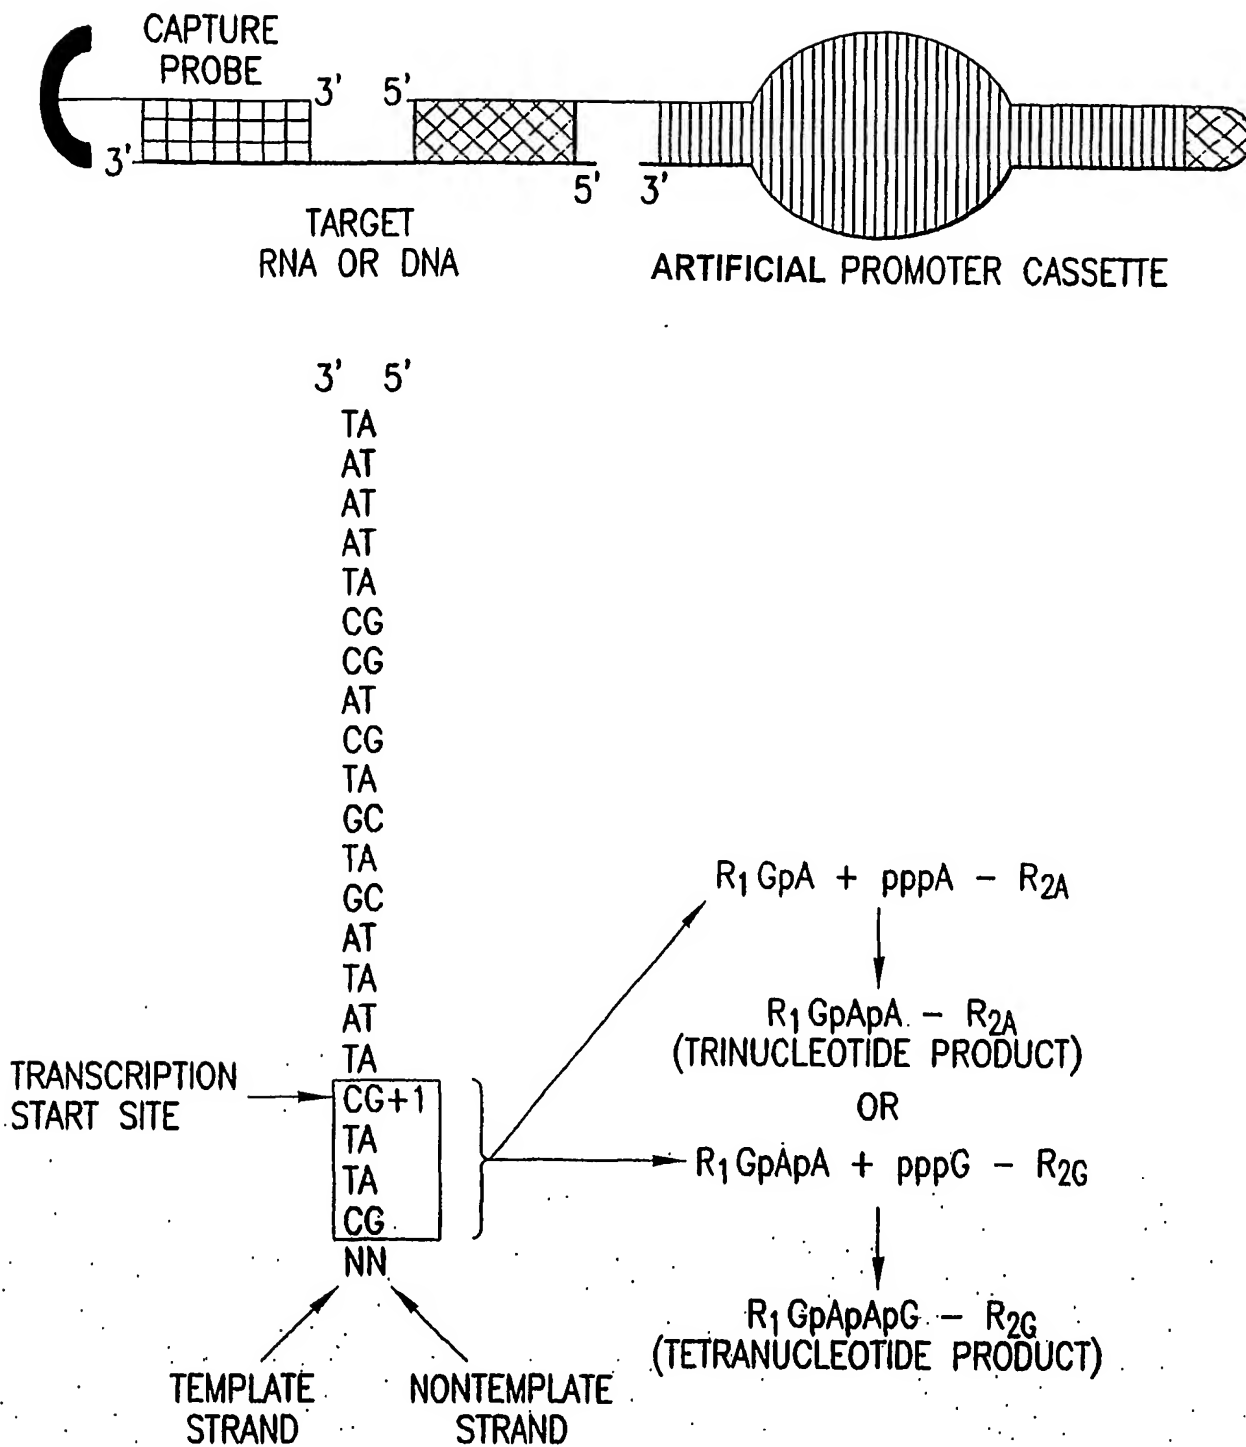 CAPTURE
PROBE
3' 5'
3'
5' 3'
TARGET
RNA OR DNA
ARTIFICIAL PROMOTER CASSETTE
3' 5'
TA
AT
AT
AT
TA
CG
CG
AT
CG
TA
GC
TA
GC
AT
TA
AT
TA
CG+1
TA
TA
CG
NN
TRANSCRIPTION
START SITE
TEMPLATE
STRAND
NONTEMPLATE
STRAND
R1 GpA + pppA – R2A
R1 GpApA – R2A
(TRINUCLEOTIDE PRODUCT)
OR
R1 GpApA + pppG – R2G
R1 GpApApG – R2G
(TETRANUCLEOTIDE PRODUCT)